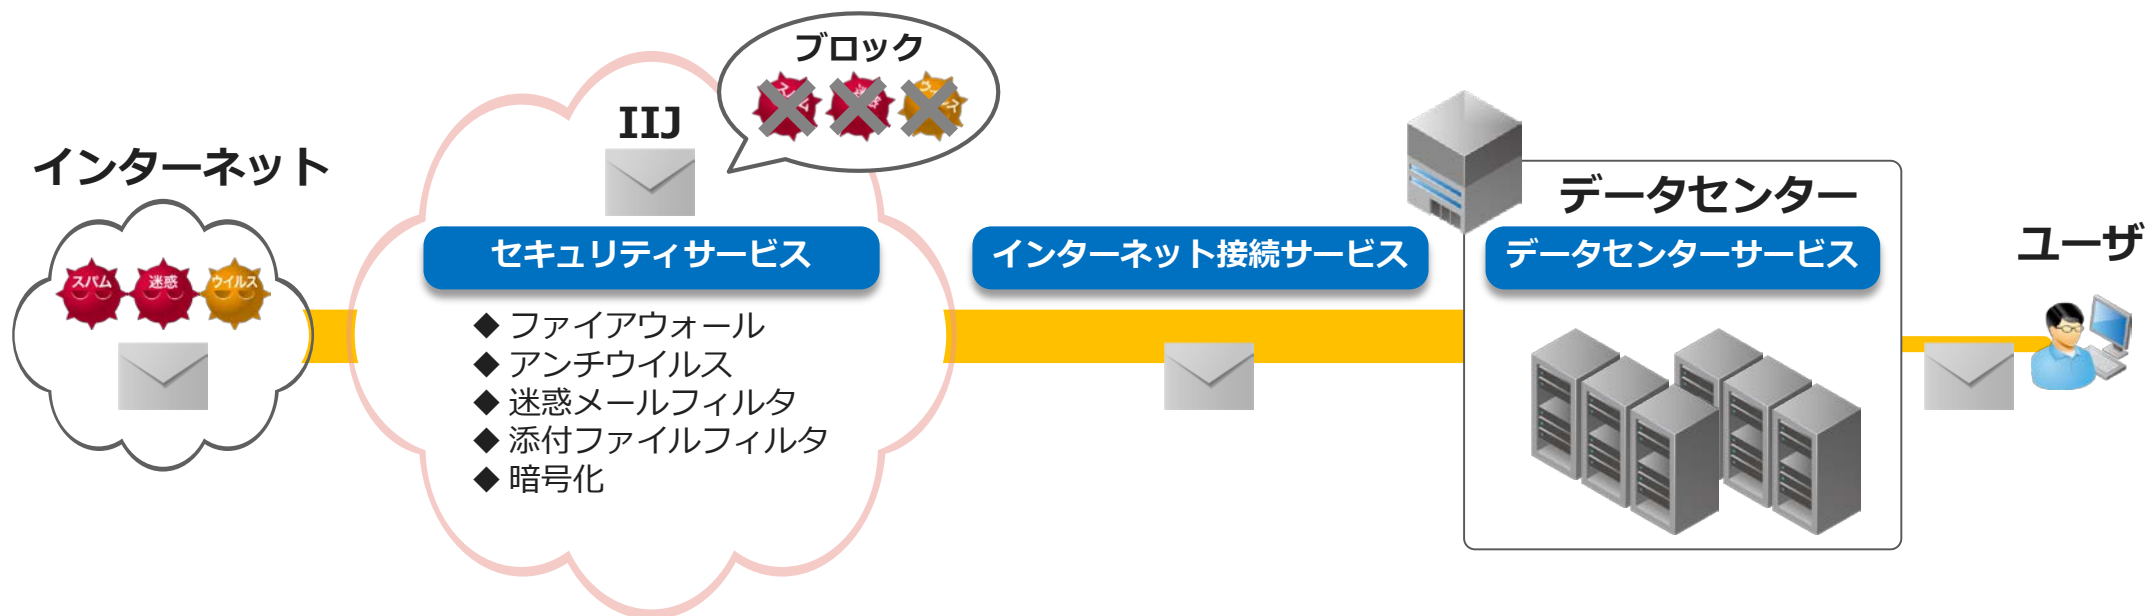 ブロック
IIJ
インターネット
データセンター
セキュリティサービス
インターネット接続サービス
データセンターサービス
ユーザ
スパム
迷惑
ウイルス
◆ ファイアウォール
◆ アンチウイルス
◆ 迷惑メールフィルタ
◆ 添付ファイルフィルタ
◆ 暗号化